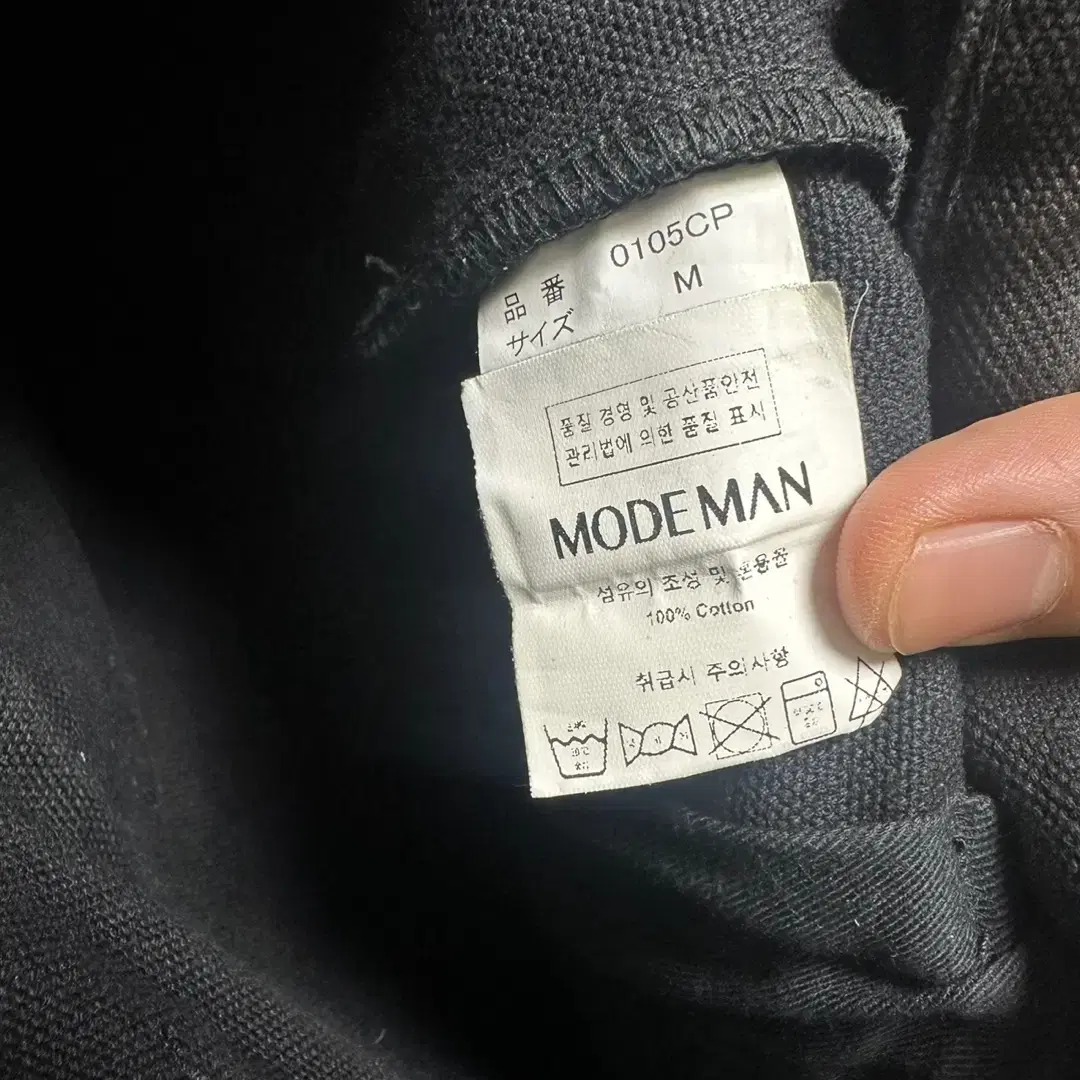 品番 0105CP
サイズ M
품질 경영 및 공산품안전
관리법에 의한 품질 표시
MODE MAN
섬유의 조성 및 혼용율
100% Cotton
취급시 주의사항